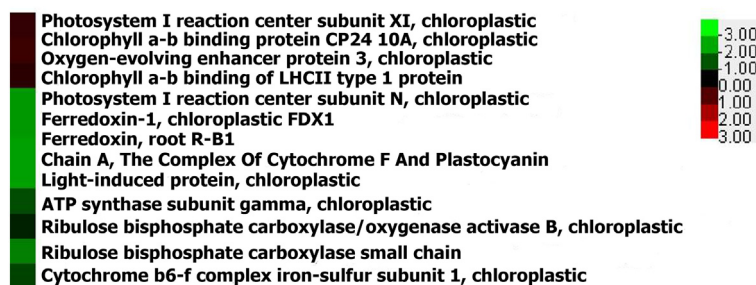 Photosystem I reaction center subunit XI, chloroplastic
Chlorophyll a-b binding protein CP24 10A, chloroplastic
Oxygen-evolving enhancer protein 3, chloroplastic
Chlorophyll a-b binding of LHCII type 1 protein
Photosystem I reaction center subunit N, chloroplastic
Ferredoxin-1, chloroplastic FDX1
Ferredoxin, root R-B1
Chain A, The Complex Of Cytochrome F And Plastocyanin
Light-induced protein, chloroplastic
ATP synthase subunit gamma, chloroplastic
Ribulose bisphosphate carboxylase/oxygenase activase B, chloroplastic
Ribulose bisphosphate carboxylase small chain
Cytochrome b6-f complex iron-sulfur subunit 1, chloroplastic
-3.00
-2.00
-1.00
0.00
1.00
2.00
3.00